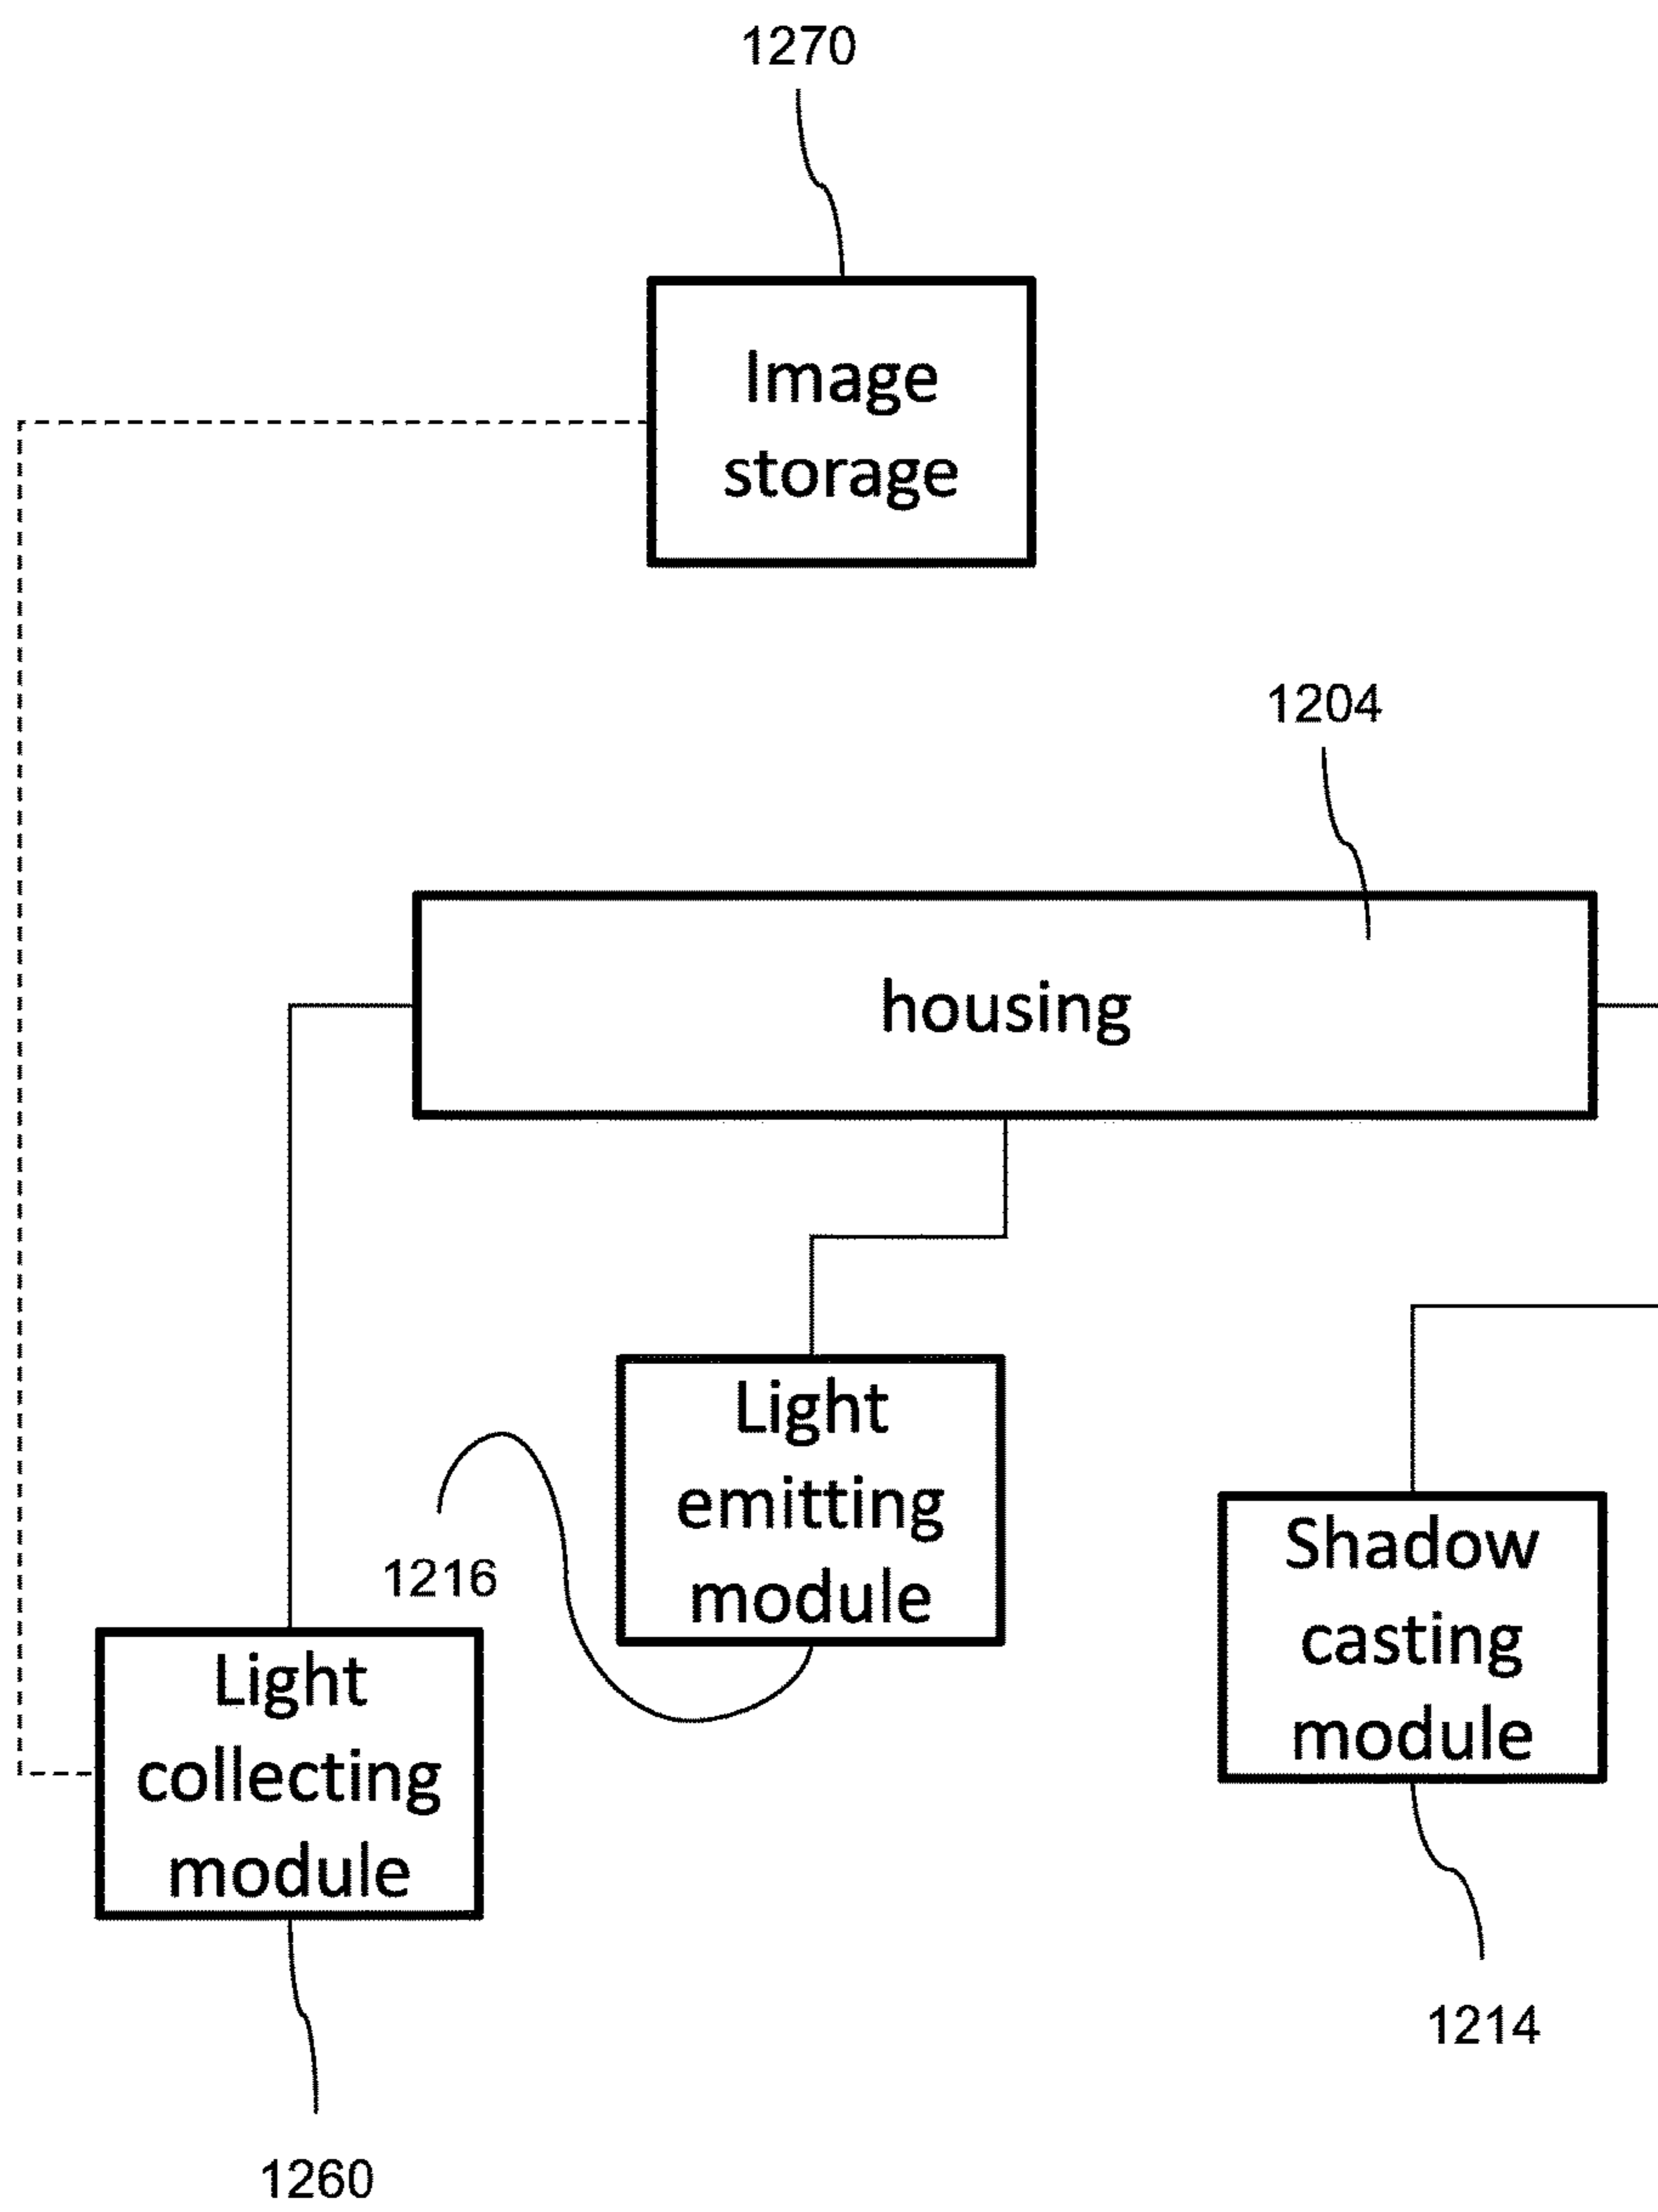 1270
Image
storage
1204
housing
Light
emitting
module
1216
Shadow
casting
module
Light
collecting
module
1214
1260